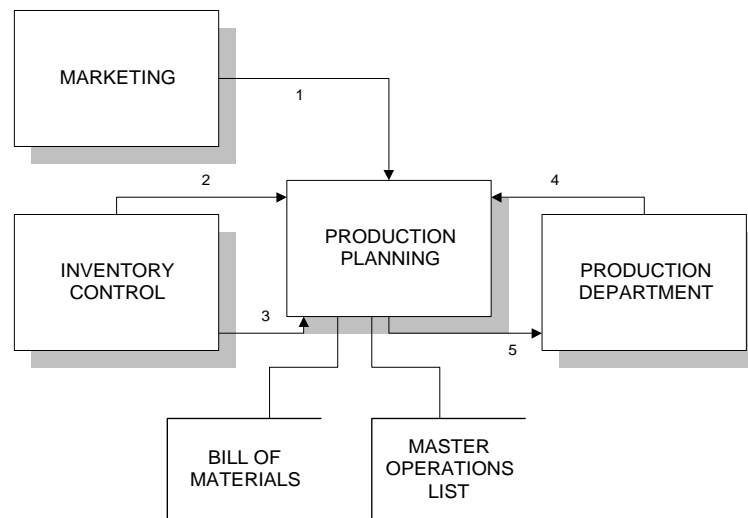 MARKETING
1
2
4
PRODUCTION
PLANNING
INVENTORY
CONTROL
PRODUCTION
DEPARTMENT
3
5
BILL OF
MATERIALS
MASTER
OPERATIONS
LIST